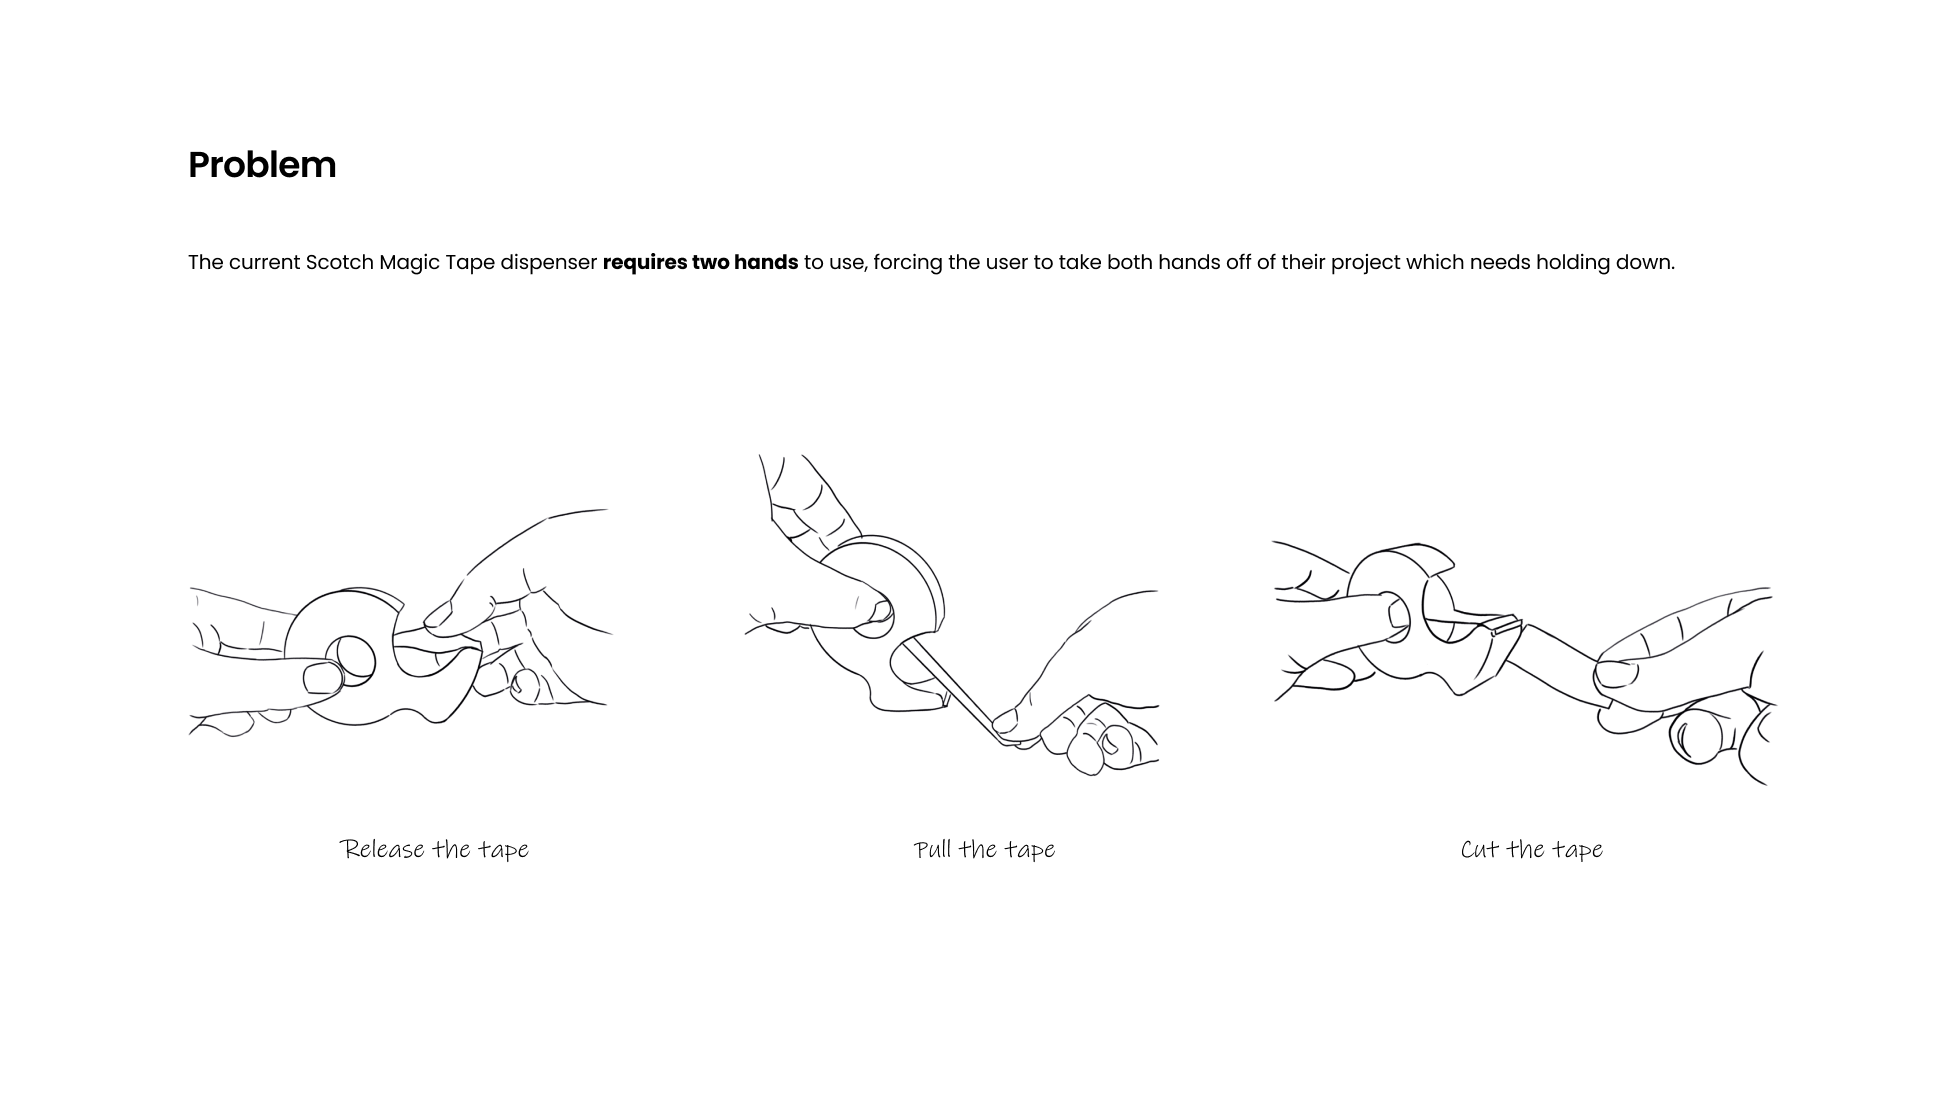 Problem
The current Scotch Magic Tape dispenser requires two hands to use, forcing the user to take both hands off of their project which needs holding down.
Release the tape
Pull the tape
Cut the tape